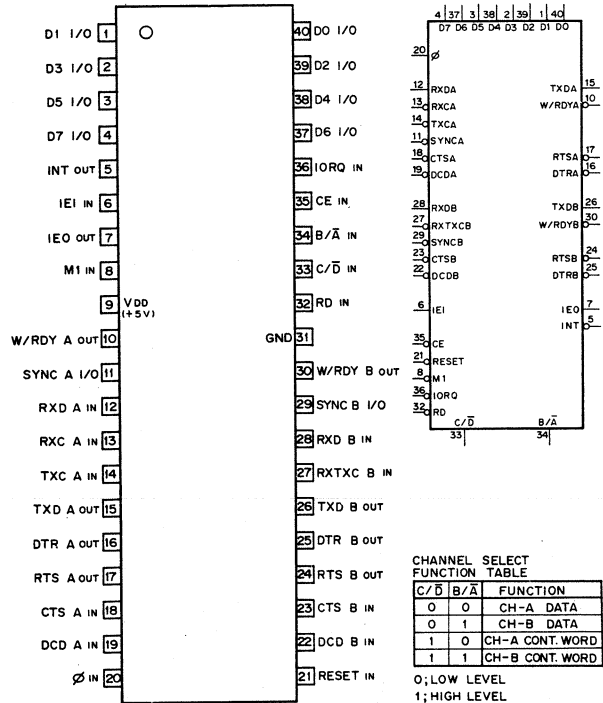 D1 I/O 1
D3 I/O 2
D5 I/O 3
D7 I/O 4
INT OUT 5
IEI IN 6
IEO OUT 7
M1 IN 8
9 VDD
(+5V)
W/RDY A OUT 10
SYNC A I/O 11
RXD A IN 12
RXC A IN 13
TXC A IN 14
TXD A OUT 15
DTR A OUT 16
RTS A OUT 17
CTS A IN 18
DCD A IN 19
Ø IN 20
40 D0 I/O
39 D2 I/O
38 D4 I/O
37 D6 I/O
36 IORQ IN
35 CE IN
34 B/A̅ IN
33 C/D̅ IN
32 RD IN
GND 31
30 W/RDY B OUT
29 SYNC B I/O
28 RXD B IN
27 RXTXC B IN
26 TXD B OUT
25 DTR B OUT
24 RTS B OUT
23 CTS B IN
22 DCD B IN
21 RESET IN
4 37 3 38 2 39 1 40
D7 D6 D5 D4 D3 D2 D1 D0
20 Ø
12 RXDA
13 RXCA
14 TXCA
11 SYNCA
18 CTSA
19 DCDA
28 RXDB
27 RXTXCB
29 SYNCB
23 CTSB
22 DCDB
6 IEI
35 CE
21 RESET
8 M1
36 IORQ
32 RD
TXDA 15
W/RDYA 10
RTSA 17
DTRA 16
TXDB 26
W/RDYB 30
RTSB 24
DTRB 25
IEO 7
INT 5
C/D̅ B/A̅
33 34
CHANNEL SELECT
FUNCTION TABLE
C/D̅ B/A̅ FUNCTION
0 0 CH-A DATA
0 1 CH-B DATA
1 0 CH-A CONT. WORD
1 1 CH-B CONT. WORD
0; LOW LEVEL
1; HIGH LEVEL